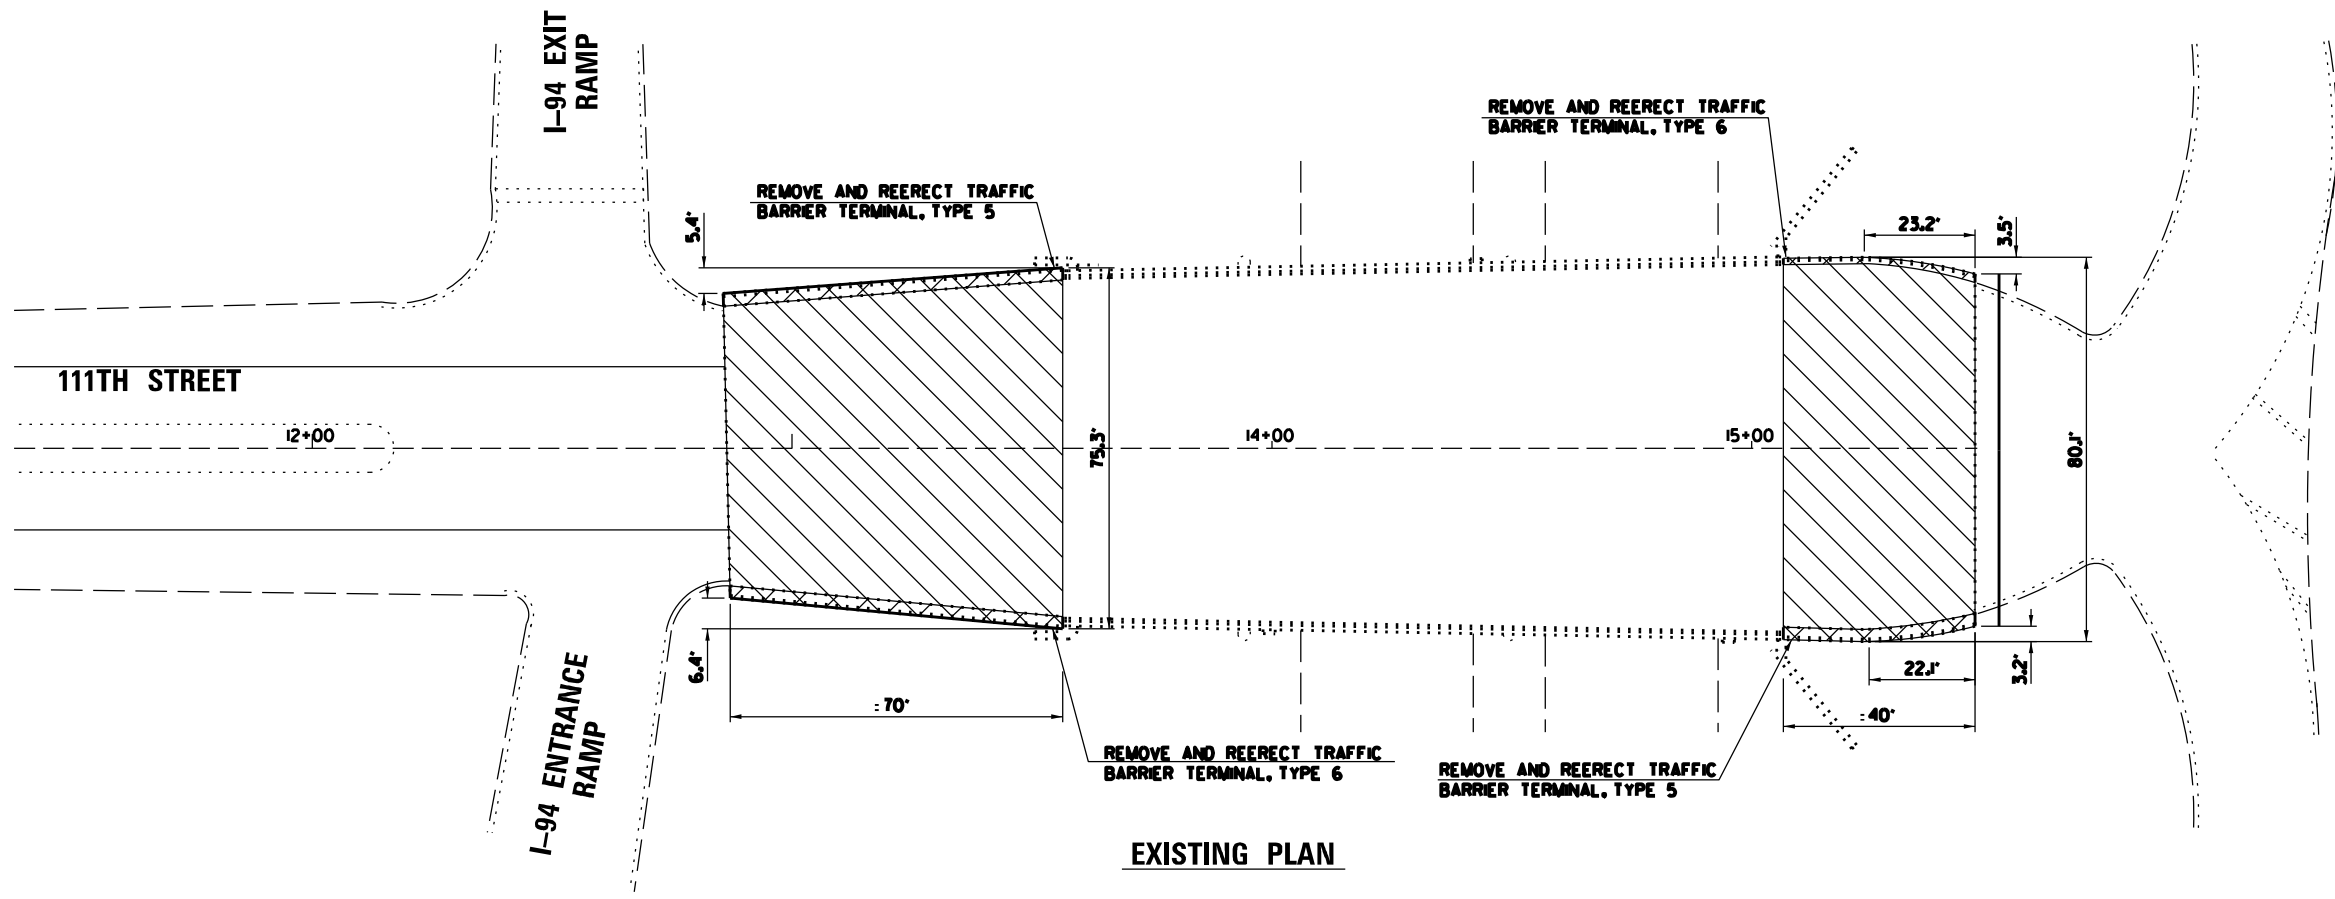 I-94 EXIT
RAMP
REMOVE AND REERECT TRAFFIC
BARRIER TERMINAL, TYPE 6
REMOVE AND REERECT TRAFFIC
BARRIER TERMINAL, TYPE 5
5.4'
23.2'
3.5'
111TH STREET
12+00
14+00
15+00
75.3'
80.1'
6.4'
22.1'
3.2'
±70'
±40'
I-94 ENTRANCE
RAMP
REMOVE AND REERECT TRAFFIC
BARRIER TERMINAL, TYPE 6
REMOVE AND REERECT TRAFFIC
BARRIER TERMINAL, TYPE 5
EXISTING PLAN